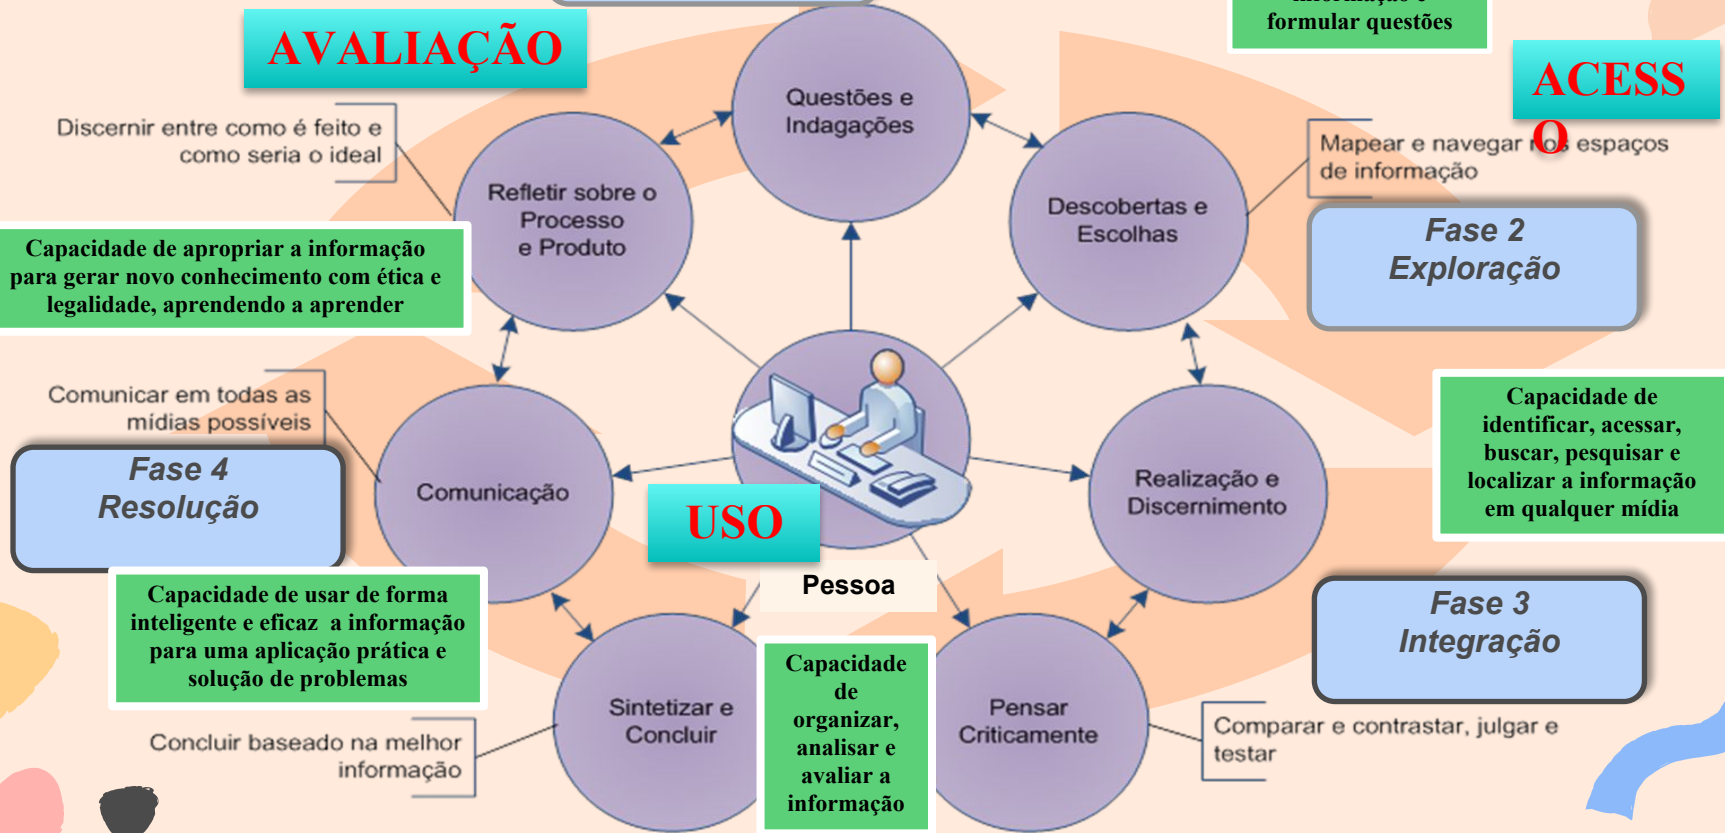 formular questões
AVALIAÇÃO
ACESS
O
Questões e
Indagações
Discernir entre como é feito e
como seria o ideal
Mapear e navegar nos espaços
de informação
Refletir sobre o
Processo
e Produto
Descobertas e
Escolhas
Fase 2
Exploração
Capacidade de apropriar a informação
para gerar novo conhecimento com ética e
legalidade, aprendendo a aprender
Comunicar em todas as
mídias possíveis
Capacidade de
identificar, acessar,
buscar, pesquisar e
localizar a informação
em qualquer mídia
Fase 4
Resolução
Comunicação
USO
Realização e
Discernimento
Pessoa
Capacidade de usar de forma
inteligente e eficaz a informação
para uma aplicação prática e
solução de problemas
Fase 3
Integração
Sintetizar e
Concluir
Capacidade
de
organizar,
analisar e
avaliar a
informação
Pensar
Criticamente
Concluir baseado na melhor
informação
Comparar e contrastar, julgar e
testar